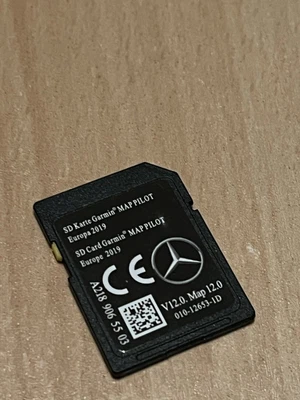 SD Karte Garmin® MAP PILOT
Europa 2019
SD Card Garmin® MAP PILOT
Europe 2019
CE
A218 906 55 03
V12.0. Map 12.0
010-12653-1D